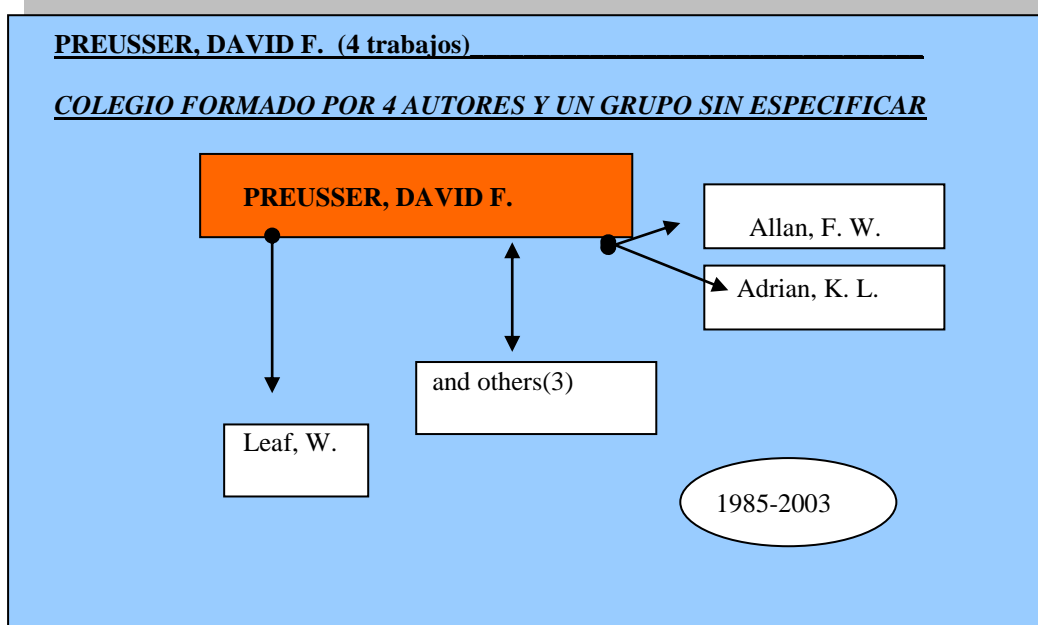 PREUSSER, DAVID F. (4 trabajos)
COLEGIO FORMADO POR 4 AUTORES Y UN GRUPO SIN ESPECIFICAR
PREUSSER, DAVID F.
Allan, F. W.
Adrian, K. L.
and others(3)
Leaf, W.
1985-2003